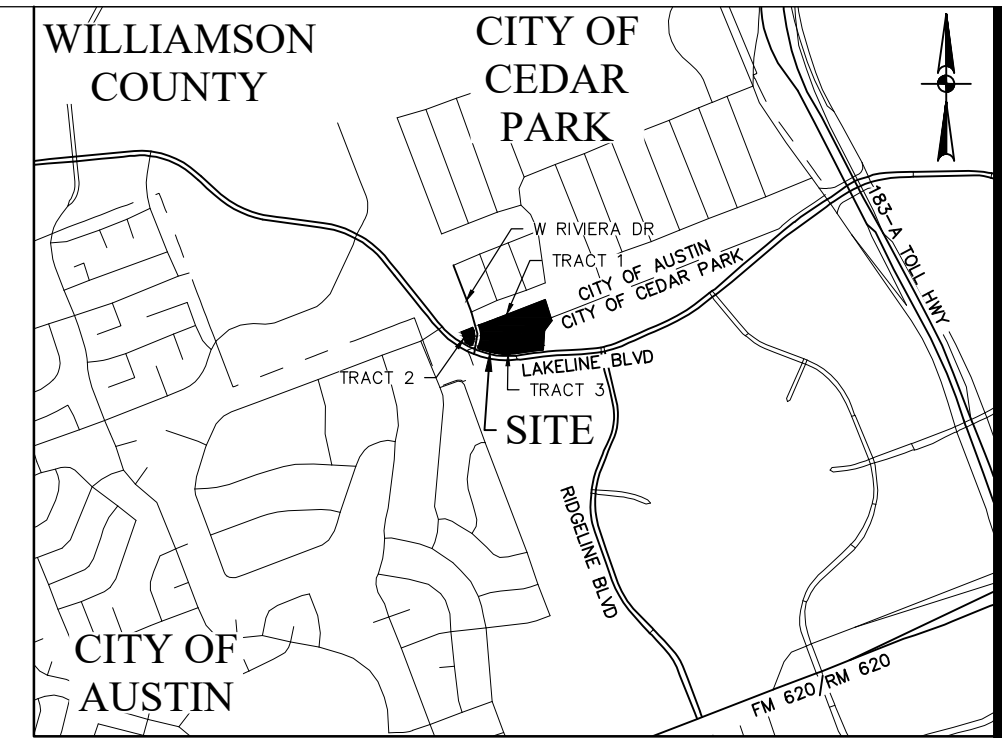 WILLIAMSON
COUNTY
CITY OF
CEDAR
PARK
183-A TOLL HWY
W RIVIERA DR
TRACT 1
CITY OF AUSTIN
CITY OF CEDAR PARK
LAKELINE BLVD
TRACT 2
TRACT 3
SITE
RIDGELINE BLVD
CITY OF
AUSTIN
FM 620/RM 620